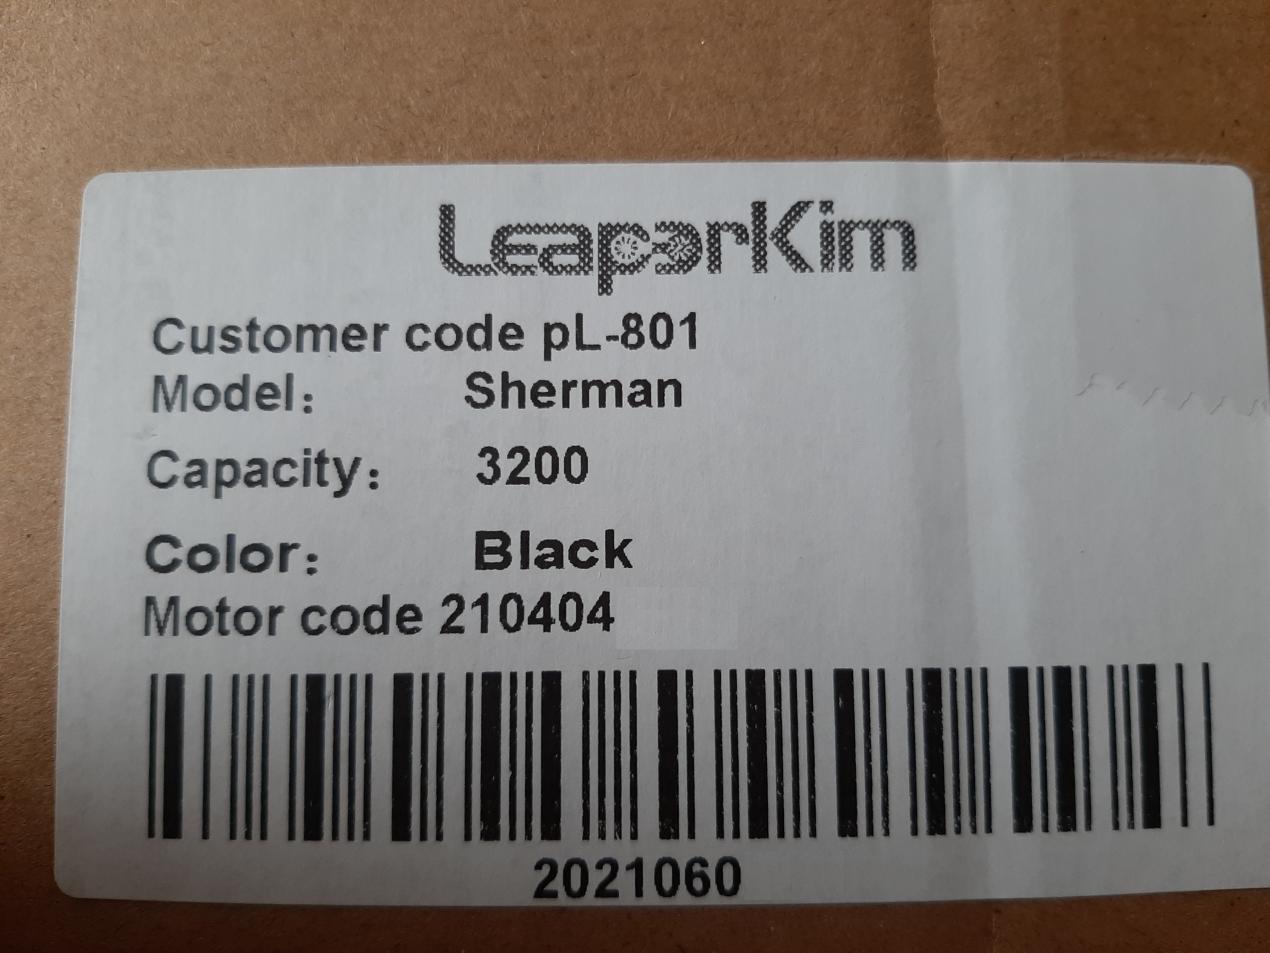 LeaperKim
Customer code pL-801
Model： Sherman
Capacity： 3200
Color： Black
Motor code 210404
2021060